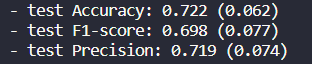 - test Accuracy: 0.722 (0.062)
- test F1-score: 0.698 (0.077)
- test Precision: 0.719 (0.074)